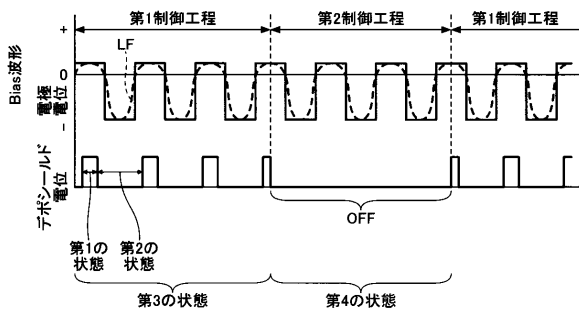 第1制御工程
第2制御工程
第1制御工程
+
LF
0
−
Bias波形
電極
電位
デポシールド
電位
第1の
状態
第2の
状態
OFF
第3の状態
第4の状態